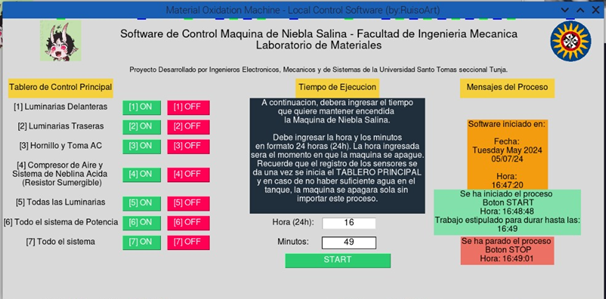 Material Oxidation Machine - Local Control Software (by:RuisoArt)
Software de Control Maquina de Niebla Salina - Facultad de Ingenieria Mecanica
Laboratorio de Materiales
Proyecto Desarrollado por Ingenieros Electronicos, Mecanicos y de Sistemas de la Universidad Santo Tomas seccional Tunja.
Tablero de Control Principal
[1] Luminarias Delanteras
[1] ON
[1] OFF
[2] Luminarias Traseras
[2] ON
[2] OFF
[3] Hornillo y Toma AC
[3] ON
[3] OFF
[4] Compresor de Aire y
Sistema de Neblina Acida
(Resistor Sumergible)
[4] ON
[4] OFF
[5] Todas las Luminarias
[5] ON
[5] OFF
[6] Todo el sistema de Potencia
[6] ON
[6] OFF
[7] Todo el sistema
[7] ON
[7] OFF
Tiempo de Ejecucion
A continuacion, debera ingresar el tiempo
que quiere mantener encendida
la Maquina de Niebla Salina.
Debe ingresar la hora y los minutos
en formato 24 horas (24h). La hora ingresada
sera el momento en que la maquina se apague.
Recuerde que el registro de los sensores se
da una vez se inicia el TABLERO PRINCIPAL
y en caso de no haber suficiente agua en el
tanque, la maquina se apagara sola sin
importar este proceso.
Hora (24h):
16
Minutos:
49
START
Mensajes del Proceso
Software iniciado en:
Fecha:
Tuesday May 2024
05/07/24
Hora:
16:47:20
Se ha iniciado el proceso
Boton START
Hora: 16:48:48
Trabajo estipulado para durar hasta las:
16:49
Se ha parado el proceso
Boton STOP
Hora: 16:49:01